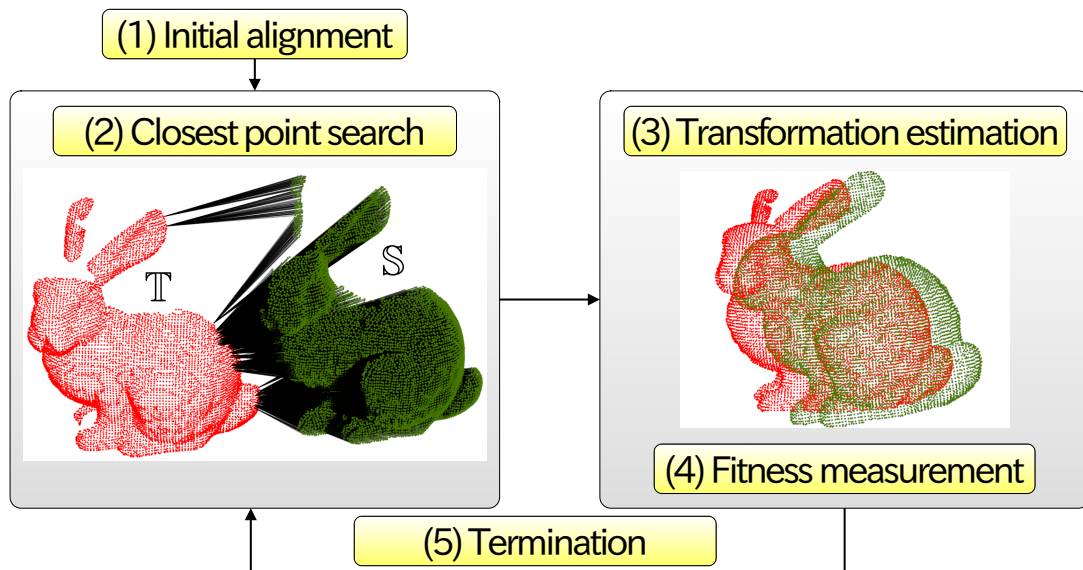 (1) Initial alignment
(2) Closest point search
𝕋
𝕊
(3) Transformation estimation
(4) Fitness measurement
(5) Termination